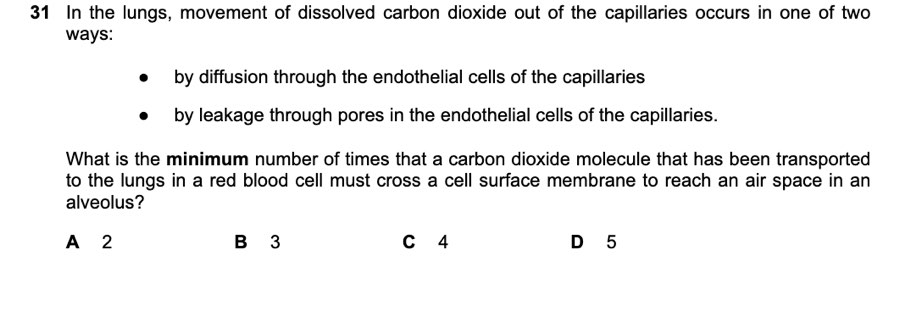 31 In the lungs, movement of dissolved carbon dioxide out of the capillaries occurs in one of two
ways:
● by diffusion through the endothelial cells of the capillaries
● by leakage through pores in the endothelial cells of the capillaries.
What is the minimum number of times that a carbon dioxide molecule that has been transported
to the lungs in a red blood cell must cross a cell surface membrane to reach an air space in an
alveolus?
A 2 B 3 C 4 D 5